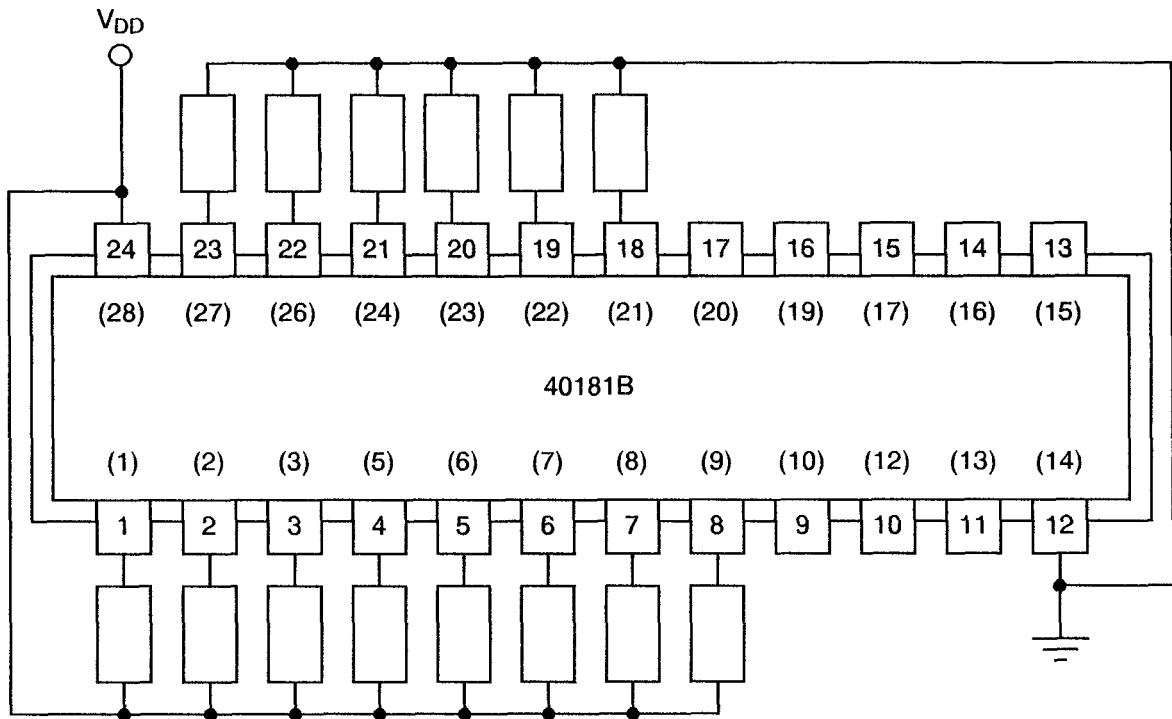 VDD
24 23 22 21 20 19 18 17 16 15 14 13
(28) (27) (26) (24) (23) (22) (21) (20) (19) (17) (16) (15)
40181B
(1) (2) (3) (5) (6) (7) (8) (9) (10) (12) (13) (14)
1 2 3 4 5 6 7 8 9 10 11 12